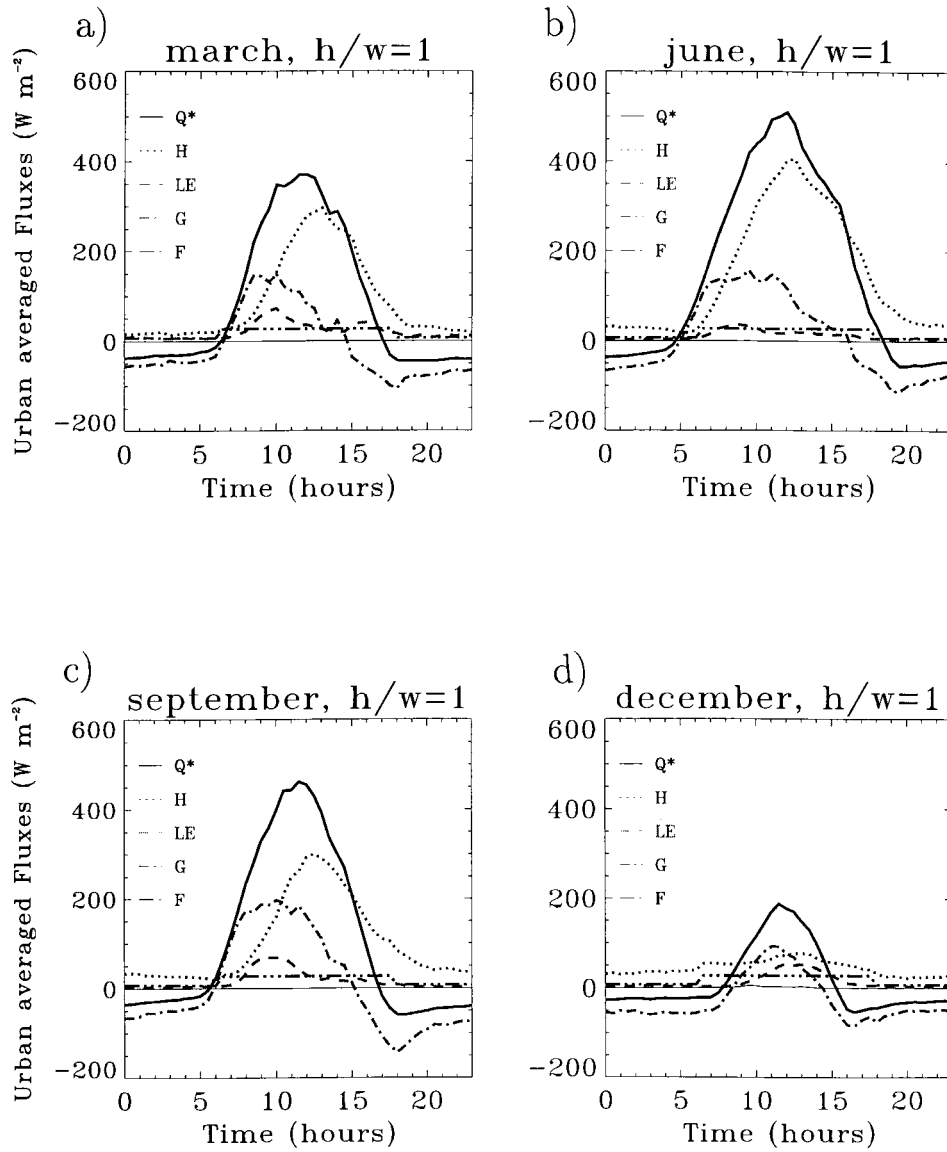 a)
march, h/w=1
Urban averaged Fluxes (W m⁻²)
600
400
200
0
−200
Q*
H
LE
G
F
0 5 10 15 20
Time (hours)
b)
june, h/w=1
600
400
200
0
−200
Q*
H
LE
G
F
0 5 10 15 20
Time (hours)
c)
september, h/w=1
Urban averaged Fluxes (W m⁻²)
600
400
200
0
−200
Q*
H
LE
G
F
0 5 10 15 20
Time (hours)
d)
december, h/w=1
600
400
200
0
−200
Q*
H
LE
G
F
0 5 10 15 20
Time (hours)